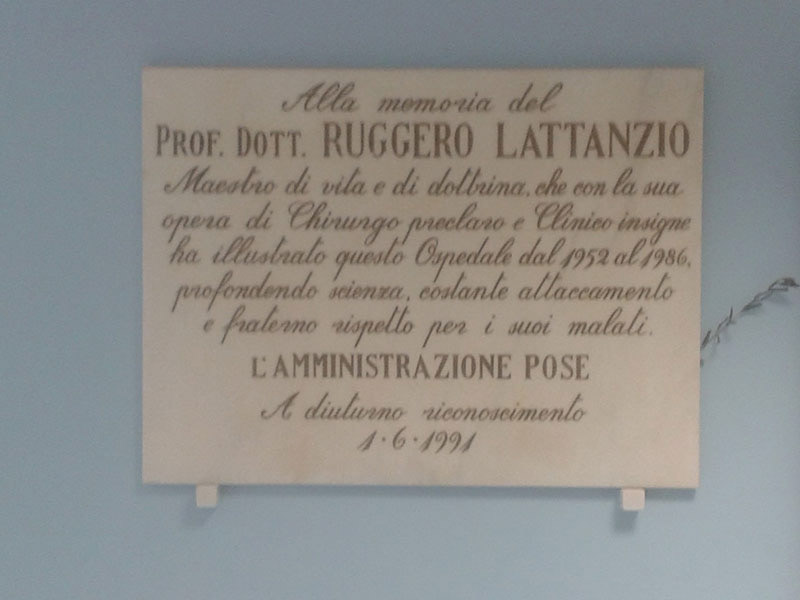 Alla memoria del
PROF. DOTT. RUGGERO LATTANZIO
Maestro di vita e di dottrina, che con la sua
opera di Chirurgo preclaro e Clinico insigne
ha illustrato questo Ospedale dal 1952 al 1986,
profondendo scienza, costante attaccamento
e fraterno rispetto per i suoi malati.
L'AMMINISTRAZIONE POSE
A diuturno riconoscimento
1·6·1991